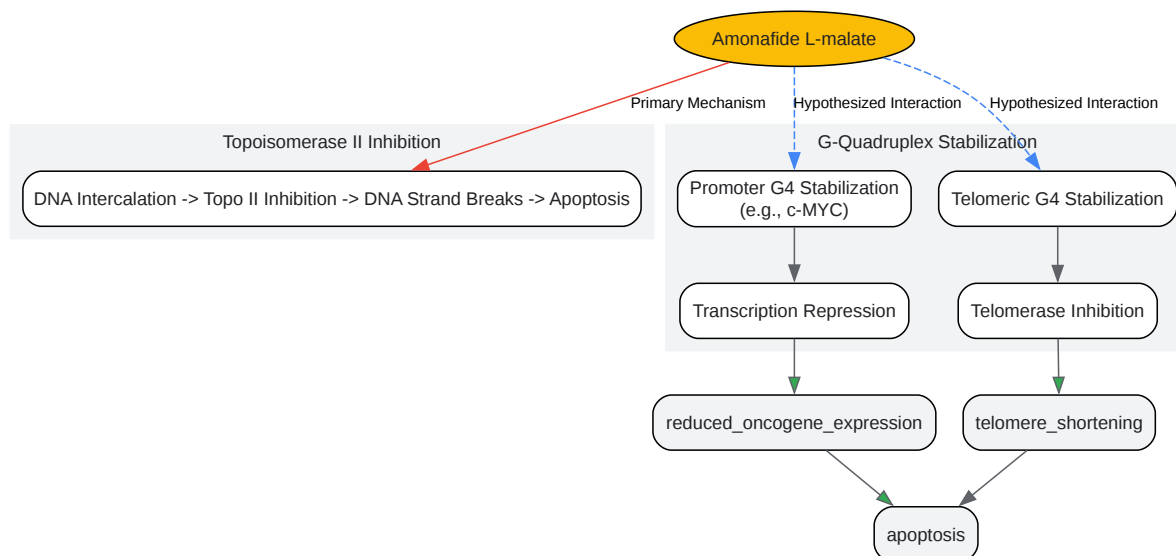 Amonafide L-malate
Primary Mechanism
Hypothesized Interaction
Hypothesized Interaction
Topoisomerase II Inhibition
G-Quadruplex Stabilization
DNA Intercalation -> Topo II Inhibition -> DNA Strand Breaks -> Apoptosis
Promoter G4 Stabilization
(e.g., c-MYC)
Telomeric G4 Stabilization
Transcription Repression
Telomerase Inhibition
reduced_oncogene_expression
telomere_shortening
apoptosis